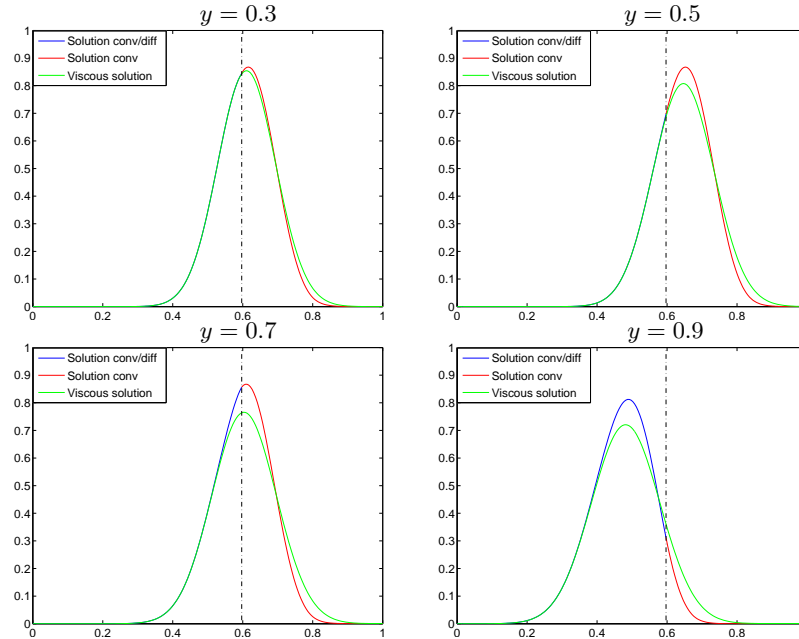 y = 0.3
1
0.9
0.8
0.7
0.6
0.5
0.4
0.3
0.2
0.1
0
Solution conv/diff
Solution conv
Viscous solution
0 0.2 0.4 0.6 0.8 1
y = 0.5
1
0.9
0.8
0.7
0.6
0.5
0.4
0.3
0.2
0.1
0
Solution conv/diff
Solution conv
Viscous solution
0 0.2 0.4 0.6 0.8
y = 0.7
1
0.9
0.8
0.7
0.6
0.5
0.4
0.3
0.2
0.1
0
Solution conv/diff
Solution conv
Viscous solution
0 0.2 0.4 0.6 0.8 1
y = 0.9
1
0.9
0.8
0.7
0.6
0.5
0.4
0.3
0.2
0.1
0
Solution conv/diff
Solution conv
Viscous solution
0 0.2 0.4 0.6 0.8